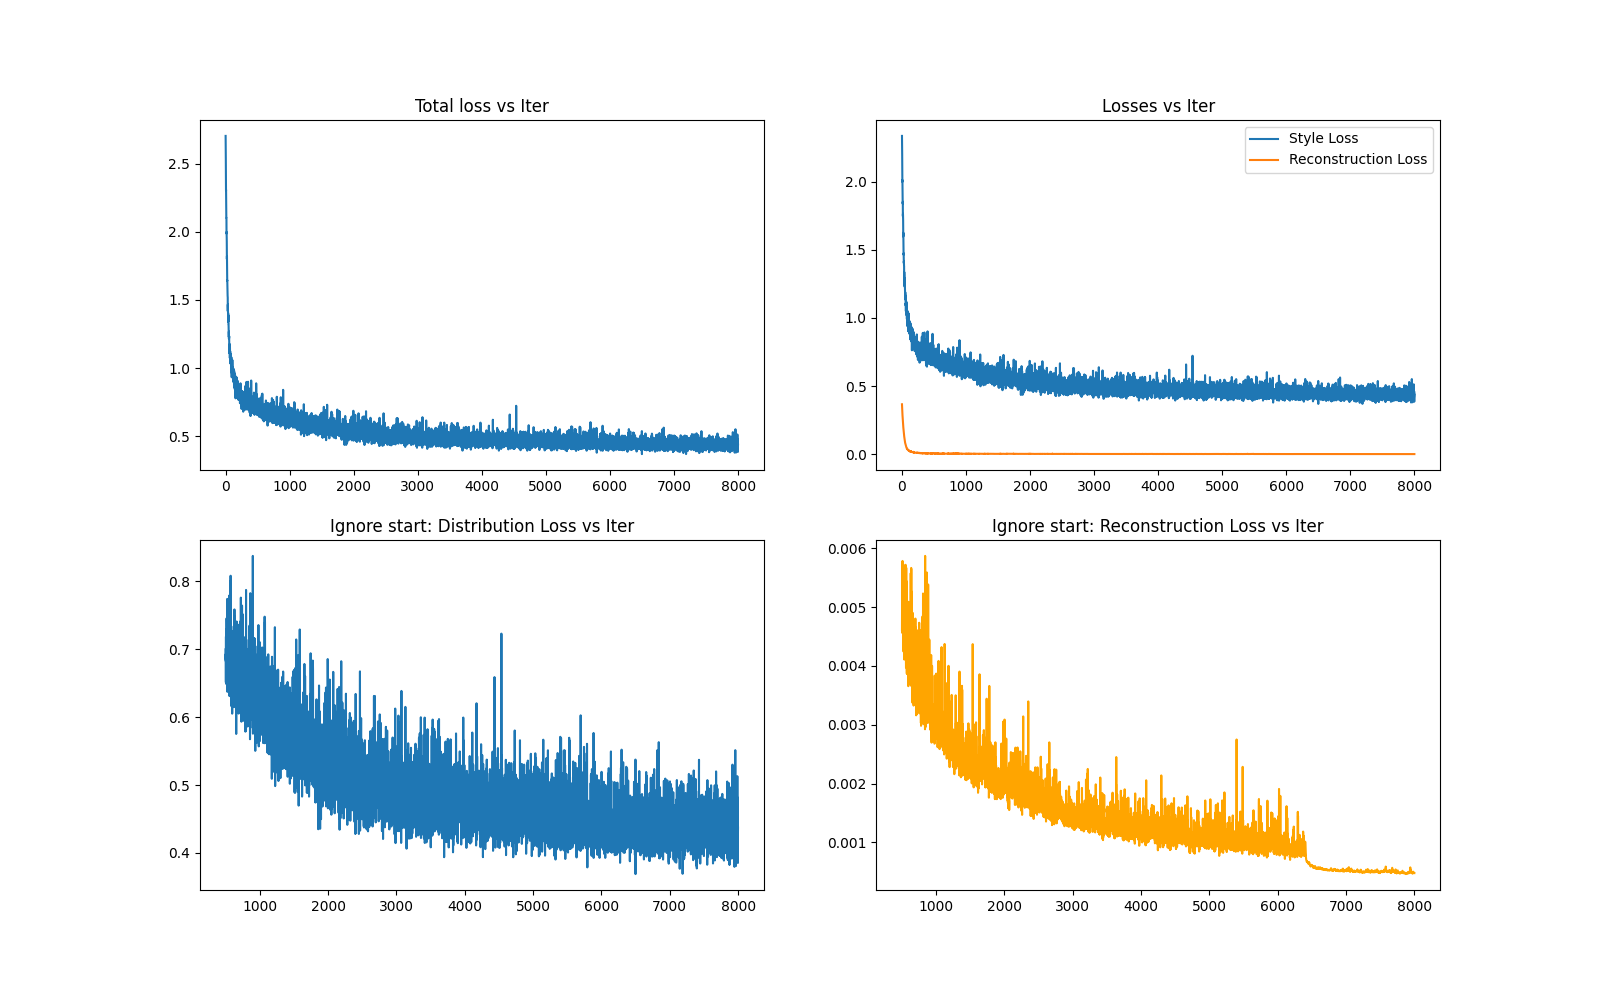 Total loss vs Iter
2.5
2.0
1.5
1.0
0.5
0 1000 2000 3000 4000 5000 6000 7000 8000
Losses vs Iter
Style Loss
Reconstruction Loss
2.0
1.5
1.0
0.5
0.0
0 1000 2000 3000 4000 5000 6000 7000 8000
Ignore start: Distribution Loss vs Iter
0.8
0.7
0.6
0.5
0.4
1000 2000 3000 4000 5000 6000 7000 8000
Ignore start: Reconstruction Loss vs Iter
0.006
0.005
0.004
0.003
0.002
0.001
1000 2000 3000 4000 5000 6000 7000 8000